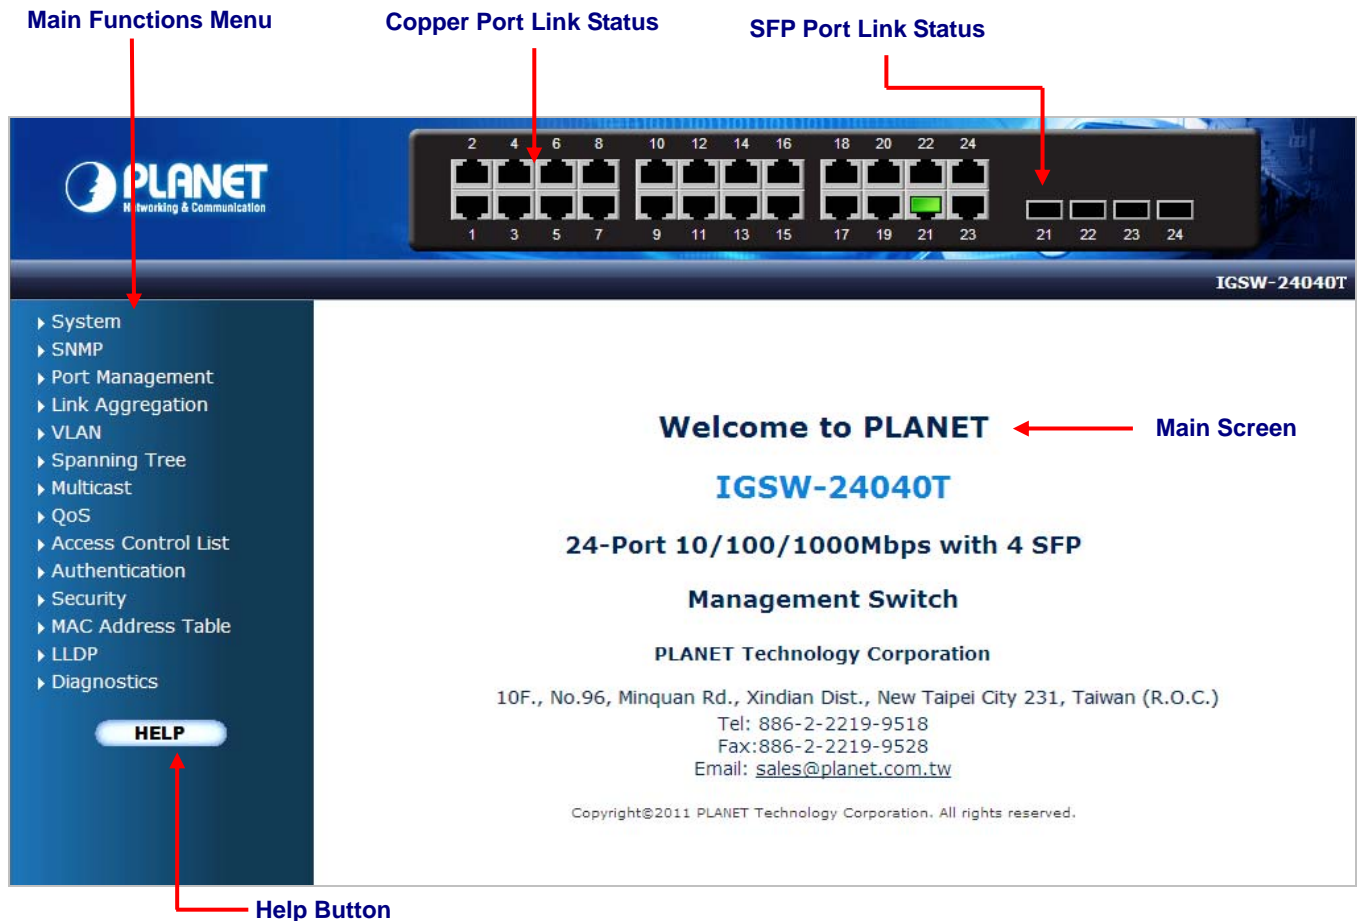 Main Functions Menu
Copper Port Link Status
SFP Port Link Status
PLANET
Networking & Communication
2 4 6 8 10 12 14 16 18 20 22 24
1 3 5 7 9 11 13 15 17 19 21 23 21 22 23 24
IGSW-24040T
System
SNMP
Port Management
Link Aggregation
VLAN
Spanning Tree
Multicast
QoS
Access Control List
Authentication
Security
MAC Address Table
LLDP
Diagnostics
HELP
Welcome to PLANET
Main Screen
IGSW-24040T
24-Port 10/100/1000Mbps with 4 SFP
Management Switch
PLANET Technology Corporation
10F., No.96, Minquan Rd., Xindian Dist., New Taipei City 231, Taiwan (R.O.C.)
Tel: 886-2-2219-9518
Fax:886-2-2219-9528
Email: sales@planet.com.tw
Copyright©2011 PLANET Technology Corporation. All rights reserved.
Help Button